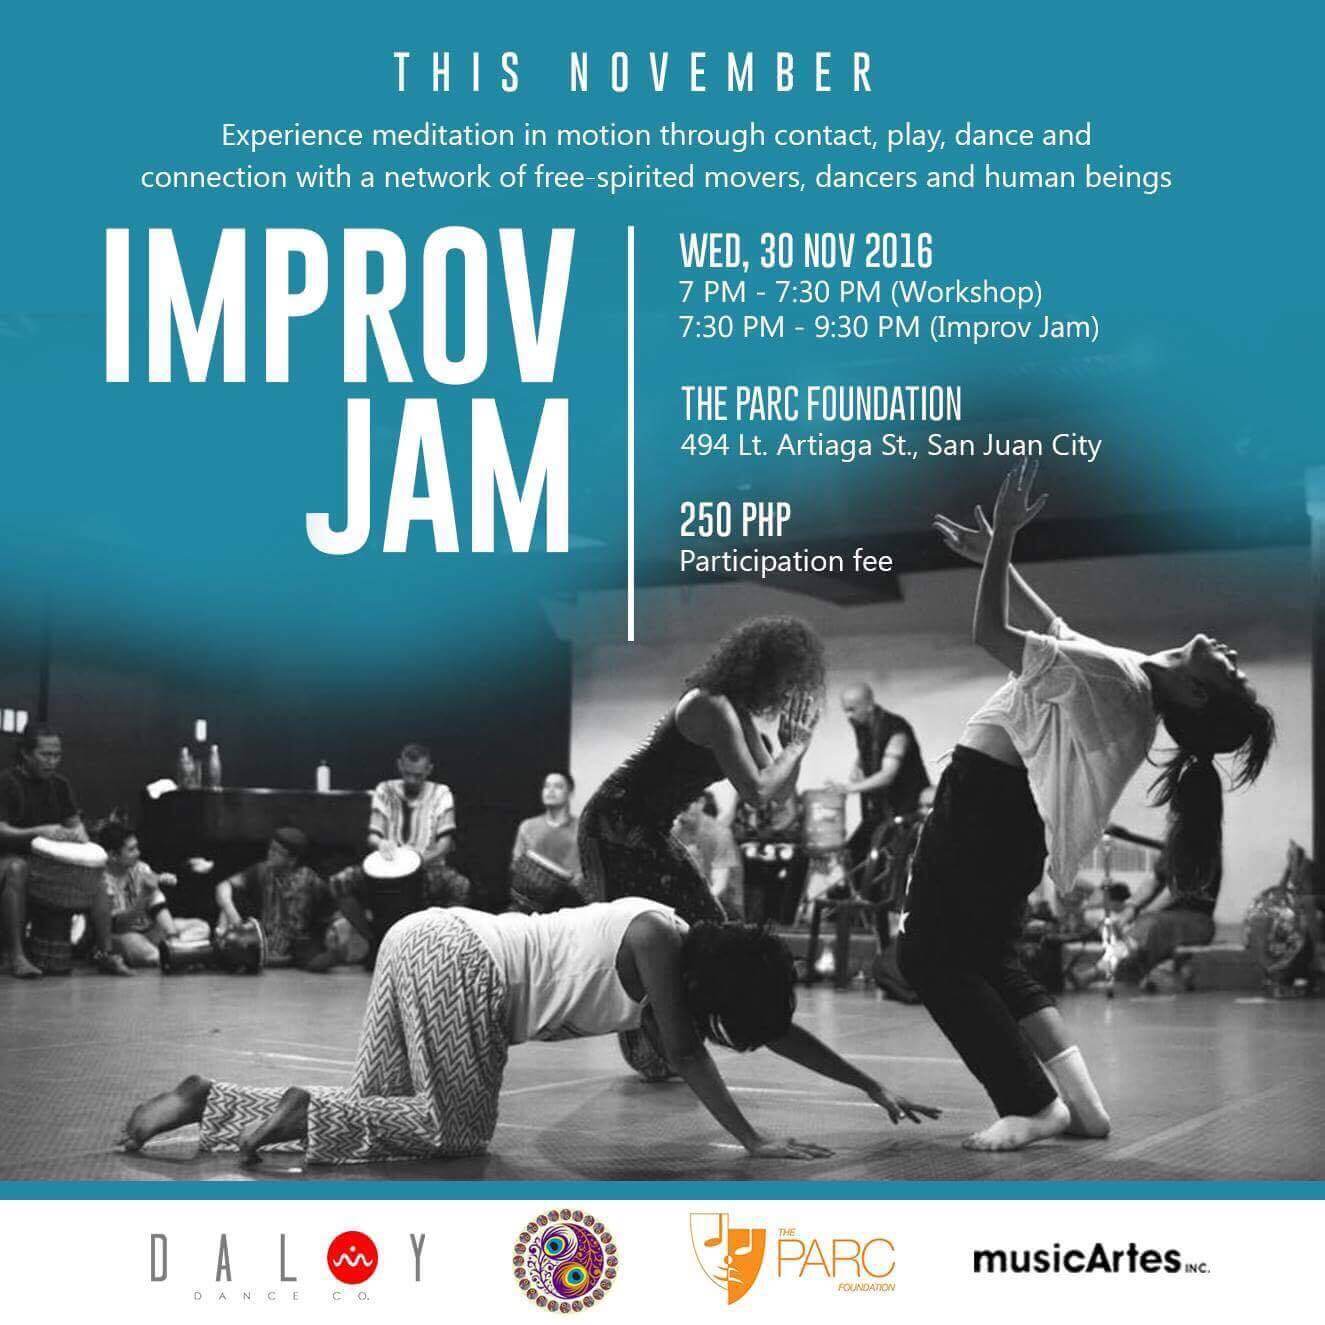 THIS NOVEMBER
Experience meditation in motion through contact, play, dance and
connection with a network of free-spirited movers, dancers and human beings
IMPROV
JAM
WED, 30 NOV 2016
7 PM - 7:30 PM (Workshop)
7:30 PM - 9:30 PM (Improv Jam)
THE PARC FOUNDATION
494 Lt. Artiaga St., San Juan City
250 PHP
Participation fee
DALOY
DANCE CO.
THE
PARC
FOUNDATION
musicArtes INC.